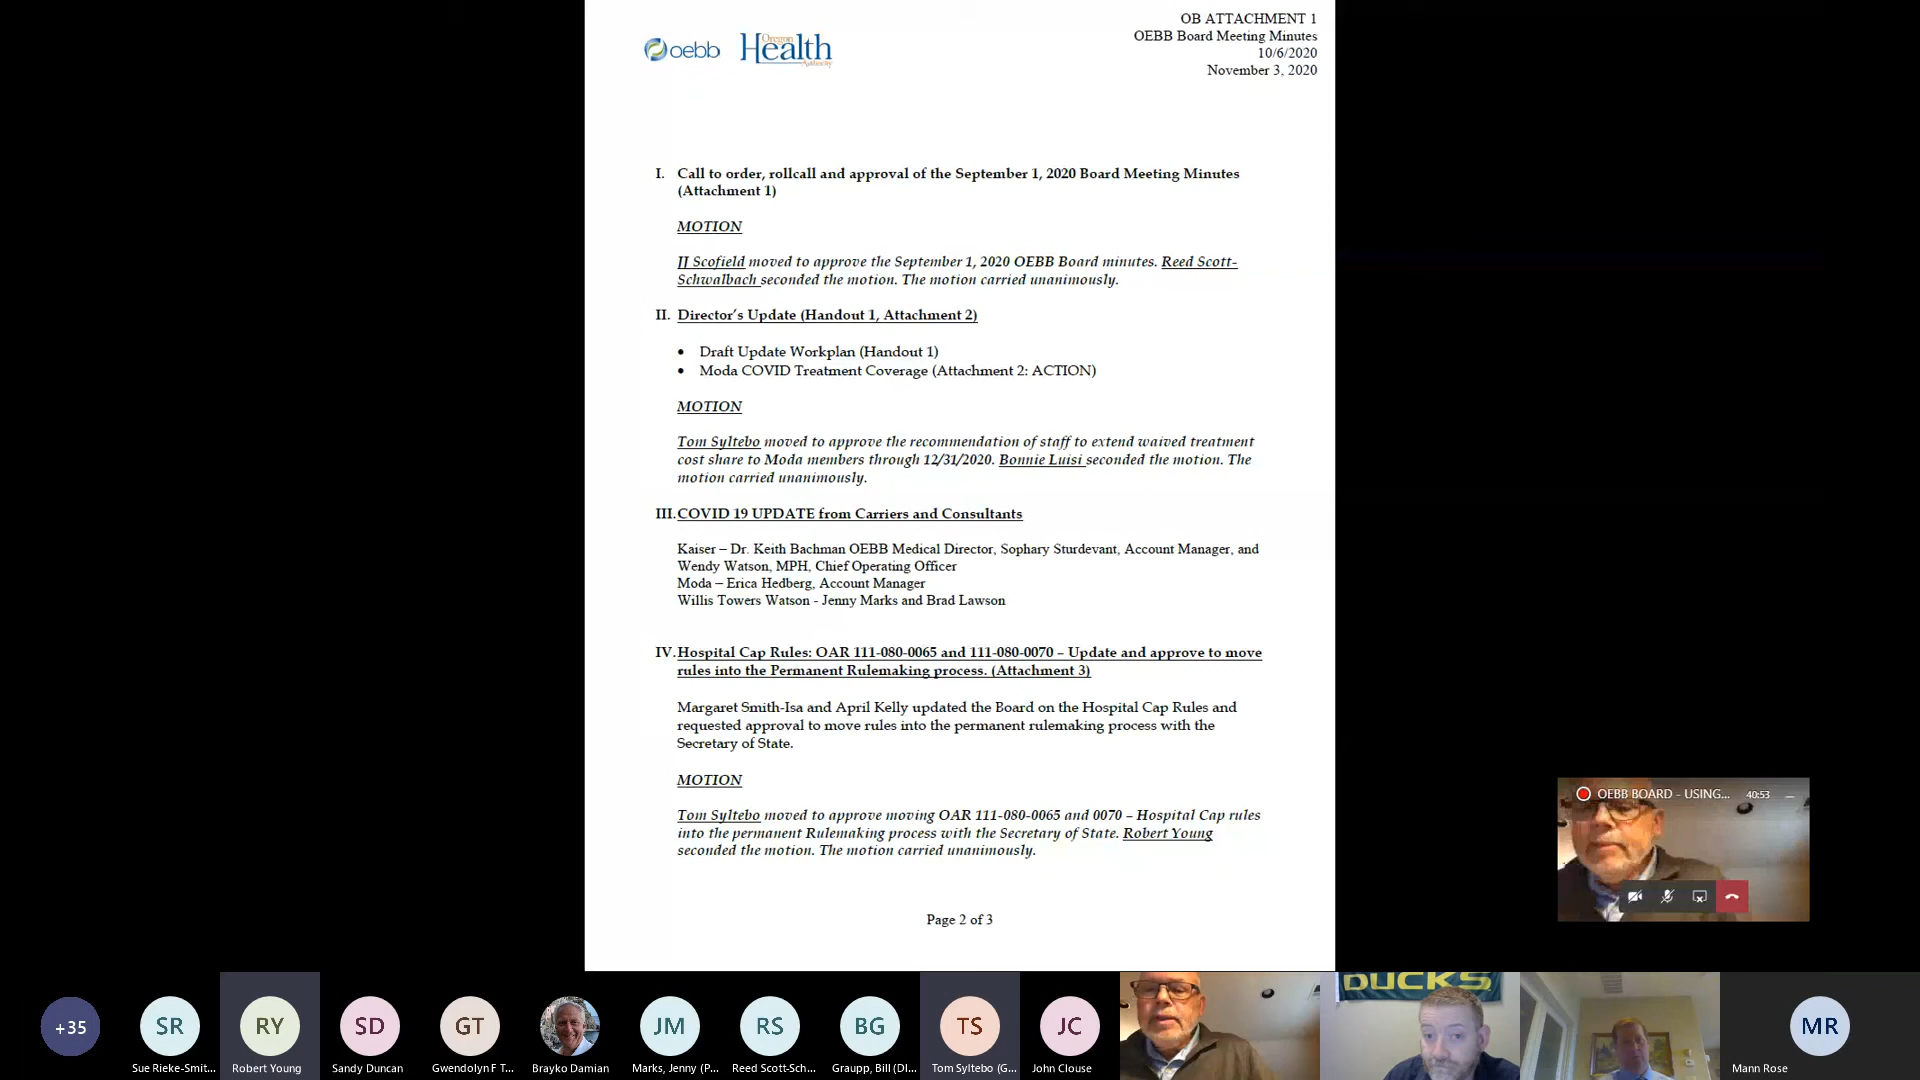 OB ATTACHMENT 1
OEBB Board Meeting Minutes
10/6/2020
November 3, 2020
oebb
Oregon
Health
Authority
I. Call to order, rollcall and approval of the September 1, 2020 Board Meeting Minutes
(Attachment 1)
MOTION
JJ Scofield moved to approve the September 1, 2020 OEBB Board minutes. Reed Scott-
Schwalbach seconded the motion. The motion carried unanimously.
II. Director's Update (Handout 1, Attachment 2)
• Draft Update Workplan (Handout 1)
• Moda COVID Treatment Coverage (Attachment 2: ACTION)
MOTION
Tom Syltebo moved to approve the recommendation of staff to extend waived treatment
cost share to Moda members through 12/31/2020. Bonnie Luisi seconded the motion. The
motion carried unanimously.
III. COVID 19 UPDATE from Carriers and Consultants
Kaiser – Dr. Keith Bachman OEBB Medical Director, Sophary Sturdevant, Account Manager, and
Wendy Watson, MPH, Chief Operating Officer
Moda – Erica Hedberg, Account Manager
Willis Towers Watson - Jenny Marks and Brad Lawson
IV. Hospital Cap Rules: OAR 111-080-0065 and 111-080-0070 – Update and approve to move
rules into the Permanent Rulemaking process. (Attachment 3)
Margaret Smith-Isa and April Kelly updated the Board on the Hospital Cap Rules and
requested approval to move rules into the permanent rulemaking process with the
Secretary of State.
MOTION
Tom Syltebo moved to approve moving OAR 111-080-0065 and 0070 – Hospital Cap rules
into the permanent Rulemaking process with the Secretary of State. Robert Young
seconded the motion. The motion carried unanimously.
Page 2 of 3
OEBB BOARD - USING... 40:53
DUCKS
+35 SR RY SD GT JM RS BG TS JC MR
Sue Rieke-Smit... Robert Young Sandy Duncan Gwendolyn F T... Brayko Damian Marks, Jenny (P... Reed Scott-Sch... Graupp, Bill (DI... Tom Syltebo (G... John Clouse Mann Rose